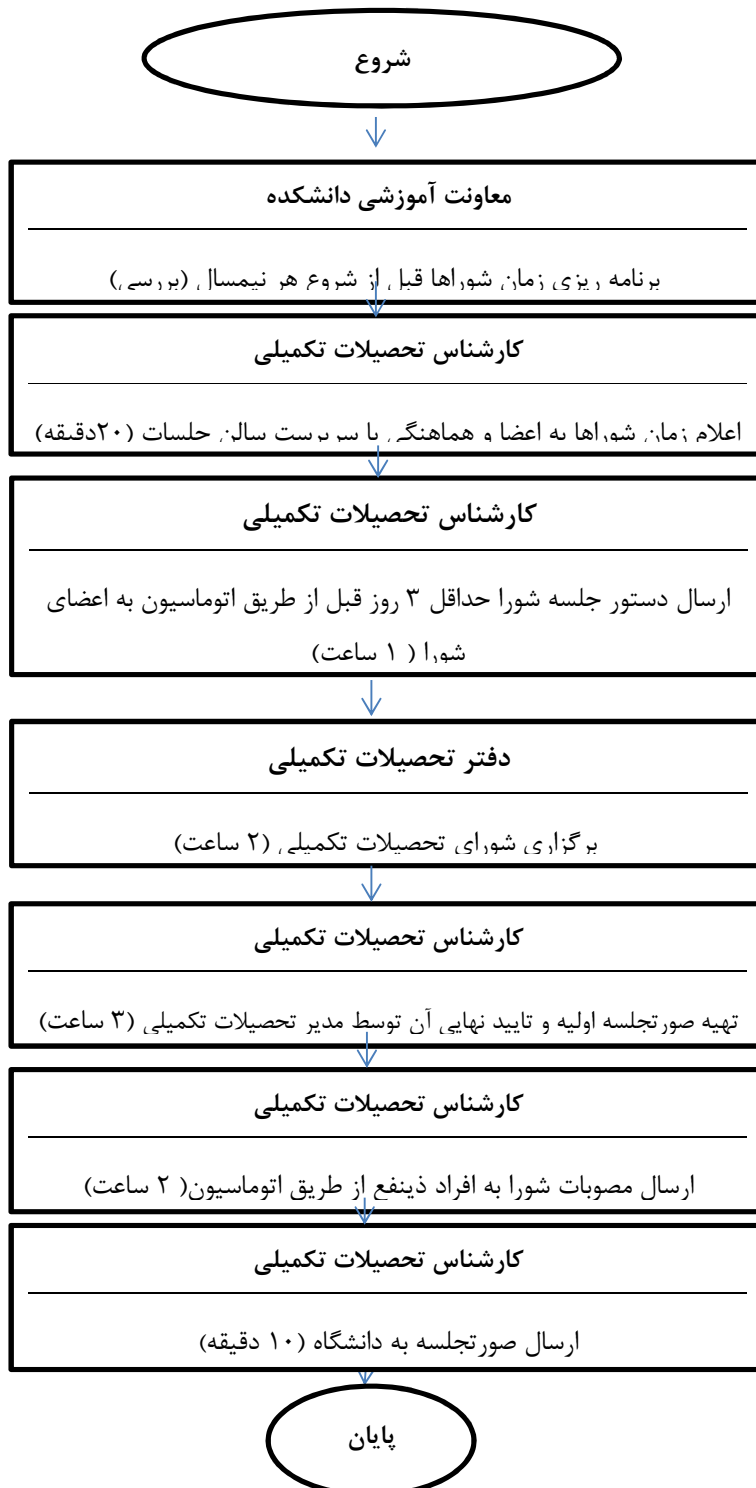 شروع
معاونت آموزشی دانشکده
برنامه ریزی زمان شوراها قبل از شروع هر نیمسال (بررسی)
کارشناس تحصیلات تکمیلی
اعلام زمان شوراها به اعضا و هماهنگی با سرپرست سالن جلسات (۲۰دقیقه)
کارشناس تحصیلات تکمیلی
ارسال دستور جلسه شورا حداقل ۳ روز قبل از طریق اتوماسیون به اعضای
شورا ( ۱ ساعت)
دفتر تحصیلات تکمیلی
برگزاری شورای تحصیلات تکمیلی (۲ ساعت)
کارشناس تحصیلات تکمیلی
تهیه صورتجلسه اولیه و تایید نهایی آن توسط مدیر تحصیلات تکمیلی (۳ ساعت)
کارشناس تحصیلات تکمیلی
ارسال مصوبات شورا به افراد ذینفع از طریق اتوماسیون( ۲ ساعت)
کارشناس تحصیلات تکمیلی
ارسال صورتجلسه به دانشگاه (۱۰ دقیقه)
پایان